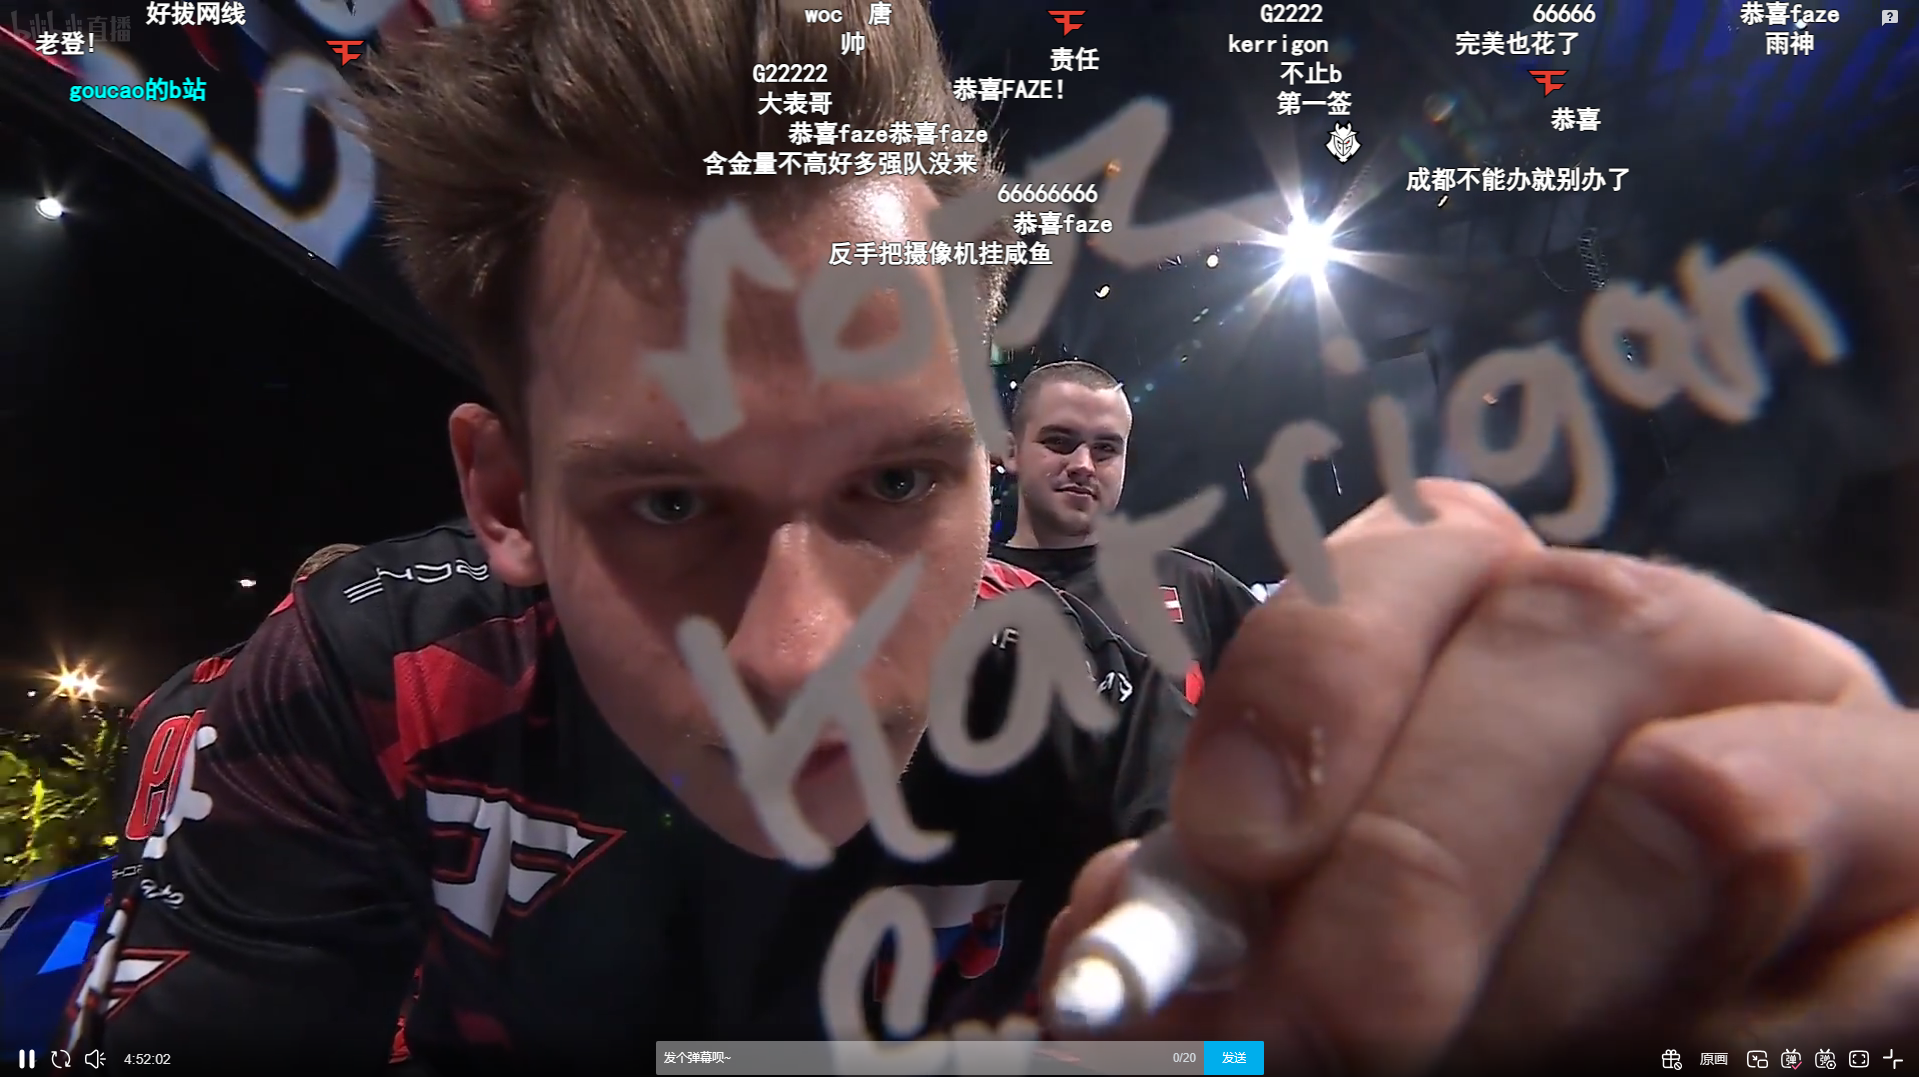 好拔网线
woc 唐
G2222
66666
恭喜faze
直播
老登!
帅
责任
kerrigon
完美也花了
雨神
goucao的b站
G22222
恭喜FAZE!
不止b
大表哥
第一签
恭喜
恭喜faze恭喜faze
含金量不高好多强队没来
成都不能办就别办了
66666666
恭喜faze
反手把摄像机挂咸鱼
ropz
karrigan
4:52:02
发个弹幕呗~
0/20
发送
原画